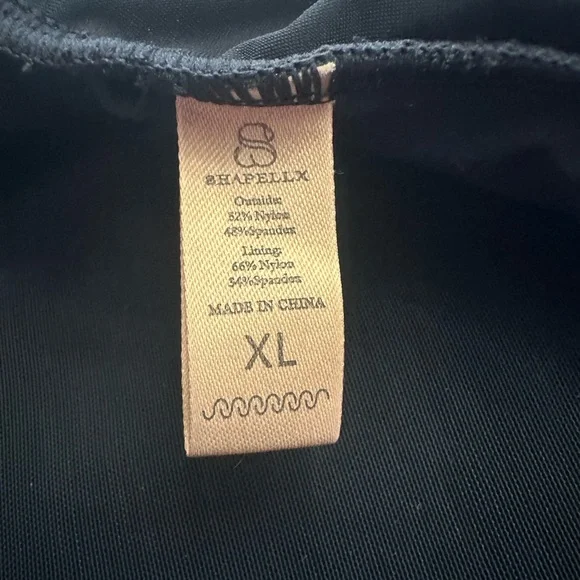 SHAPELLX
Outside:
52% Nylon
48%Spandex
Lining:
66% Nylon
34%Spandex
MADE IN CHINA
XL